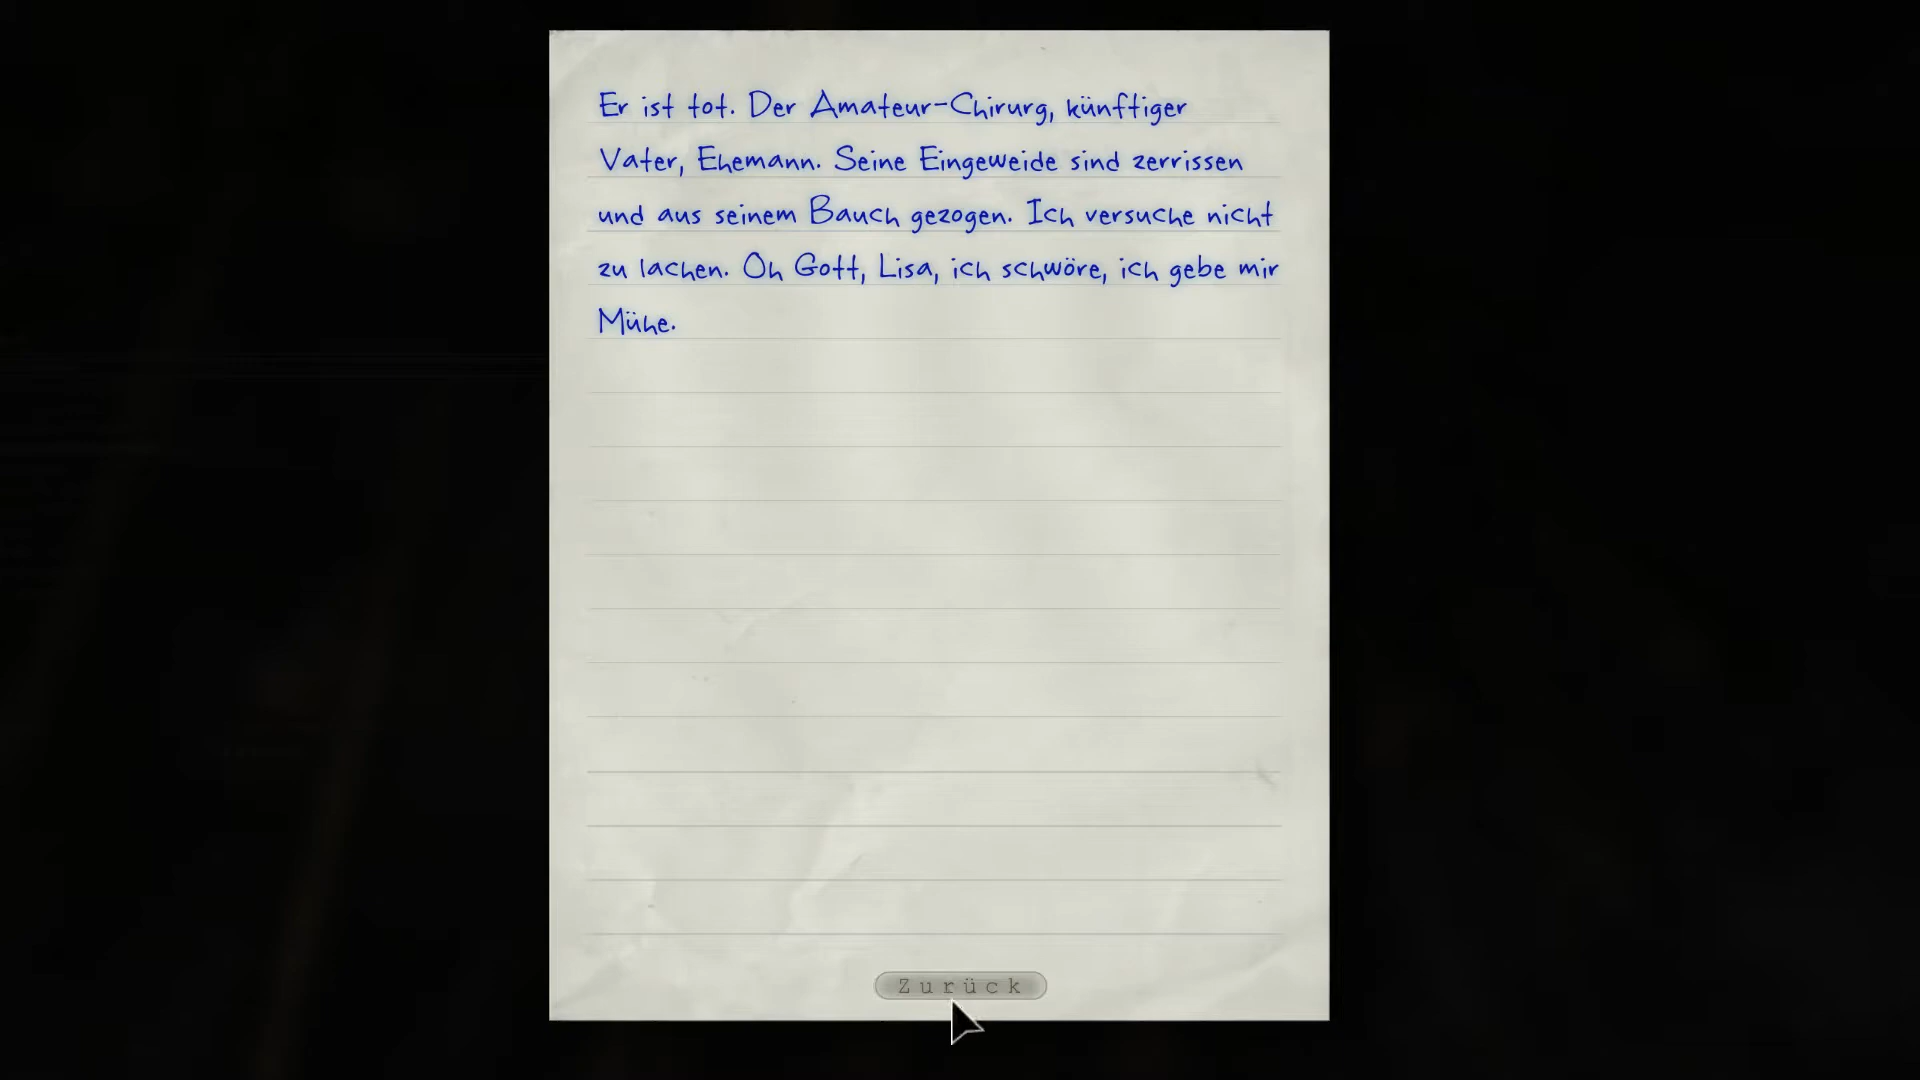 Er ist tot. Der Amateur-Chirurg, künftiger
Vater, Ehemann. Seine Eingeweide sind zerrissen
und aus seinem Bauch gezogen. Ich versuche nicht
zu lachen. Oh Gott, Lisa, ich schwöre, ich gebe mir
Mühe.
Zurück